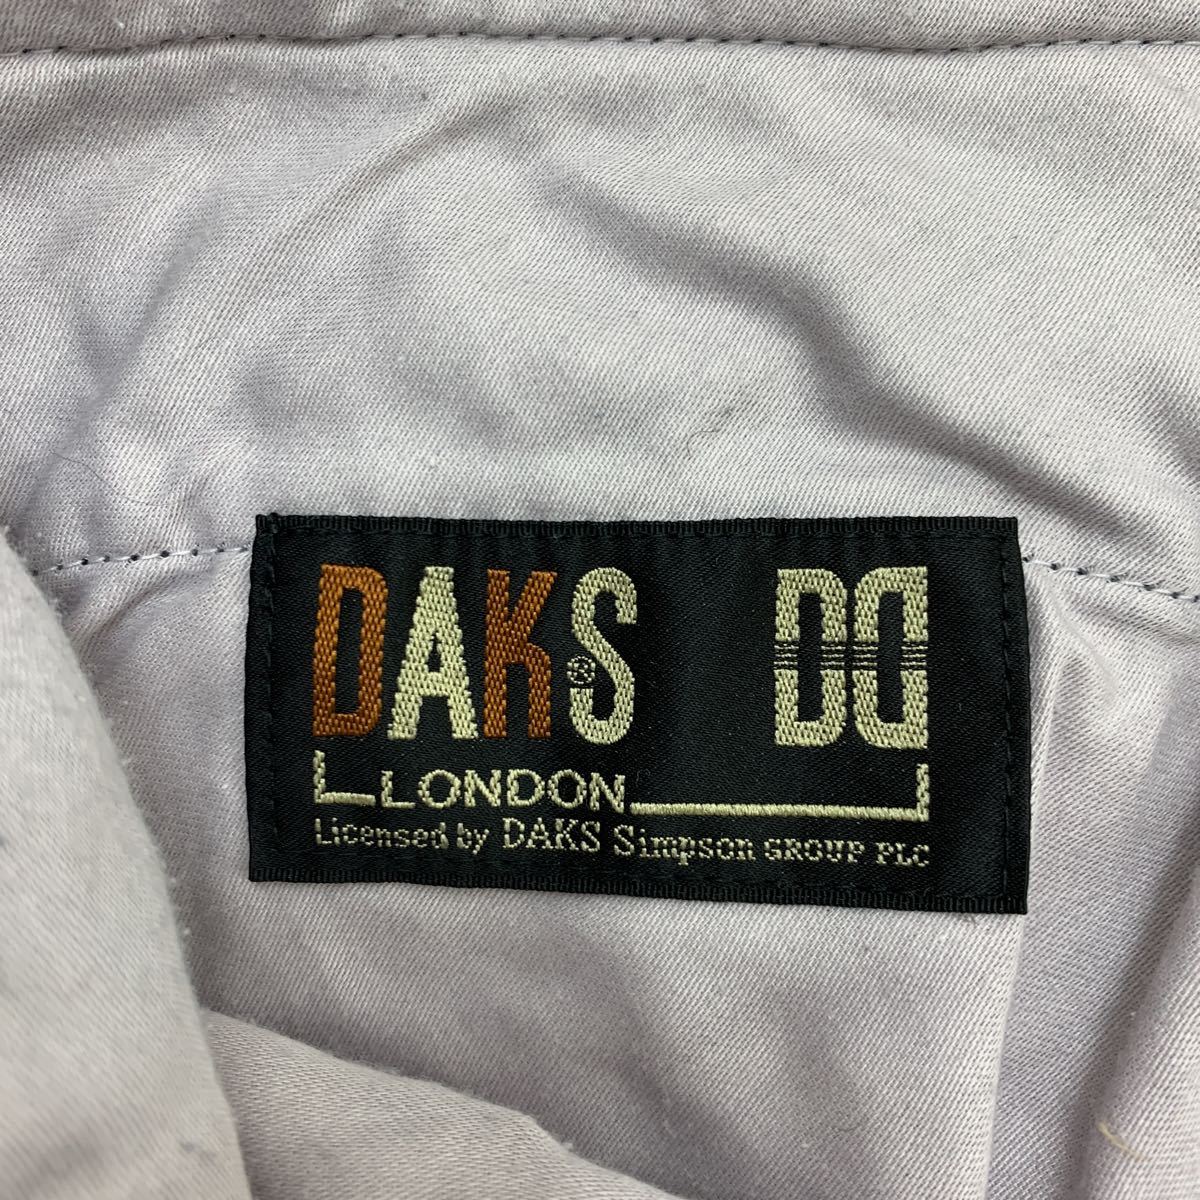 DAKS® DD
LONDON
Licensed by DAKS Simpson GROUP PLC